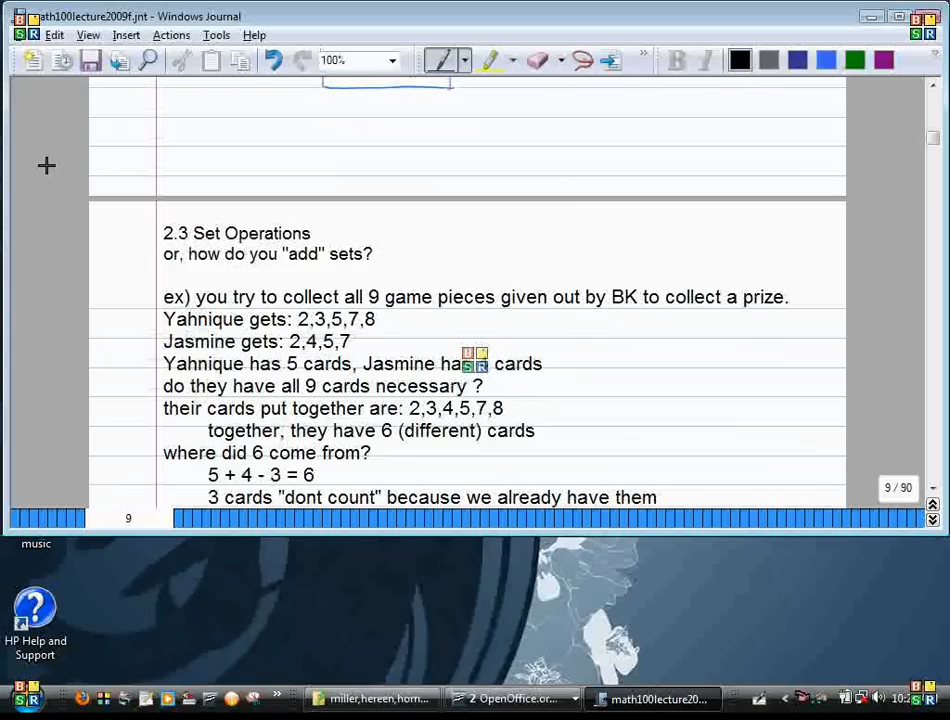 math100lecture2009f.jnt - Windows Journal
Edit View Insert Actions Tools Help
100%
B I
2.3 Set Operations
or, how do you "add" sets?
ex) you try to collect all 9 game pieces given out by BK to collect a prize.
Yahnique gets: 2,3,5,7,8
Jasmine gets: 2,4,5,7
Yahnique has 5 cards, Jasmine cards
do they have all 9 cards necessary ?
their cards put together are: 2,3,4,5,7,8
together, they have 6 (different) cards
where did 6 come from?
5 + 4 - 3 = 6
3 cards "dont count" because we already have them
9 / 90
9
music
HP Help and
Support
miller,hereen,horn...
2 OpenOffice.or...
math100lecture20...